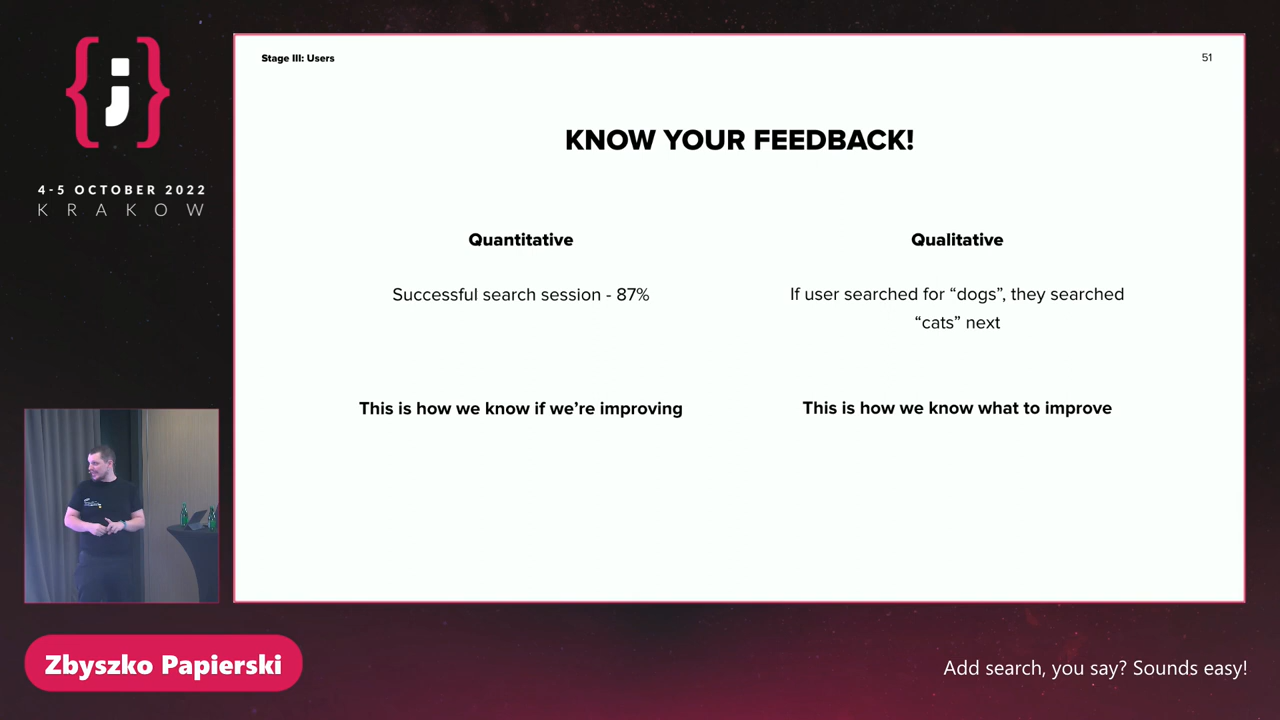 {;}
4-5 OCTOBER 2022
KRAKOW
Stage III: Users
51
KNOW YOUR FEEDBACK!
Quantitative
Qualitative
Successful search session - 87%
If user searched for “dogs”, they searched
“cats” next
This is how we know if we’re improving
This is how we know what to improve
Zbyszko Papierski
Add search, you say? Sounds easy!